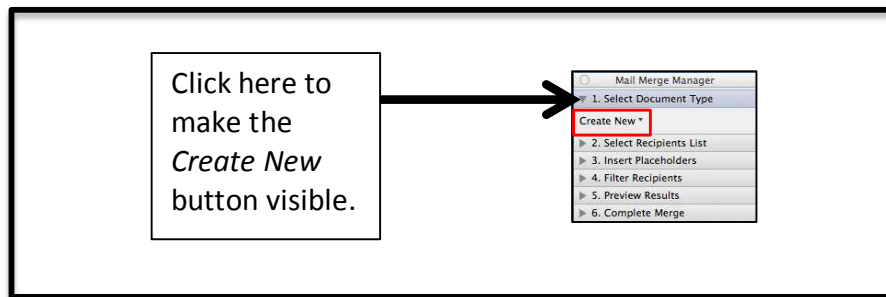 Click here to
make the
Create New
button visible.
Mail Merge Manager
1. Select Document Type
Create New
2. Select Recipients List
3. Insert Placeholders
4. Filter Recipients
5. Preview Results
6. Complete Merge